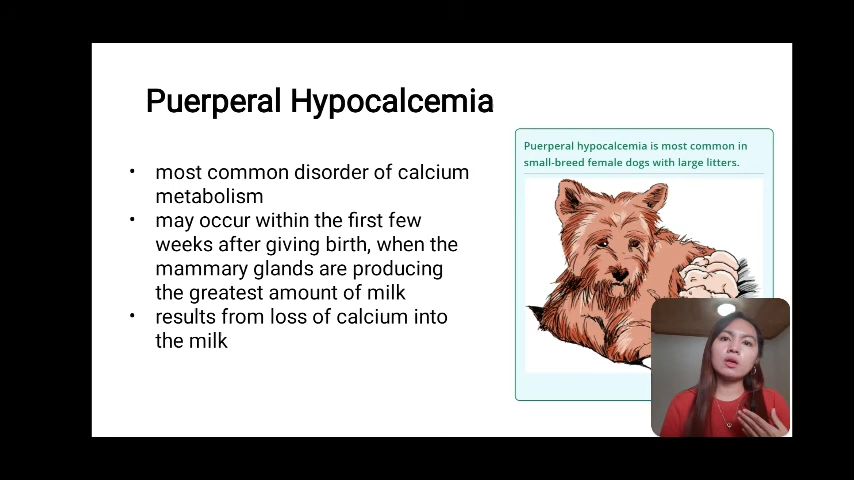 Puerperal Hypocalcemia
• most common disorder of calcium
metabolism
• may occur within the first few
weeks after giving birth, when the
mammary glands are producing
the greatest amount of milk
• results from loss of calcium into
the milk
Puerperal hypocalcemia is most common in
small-breed female dogs with large litters.